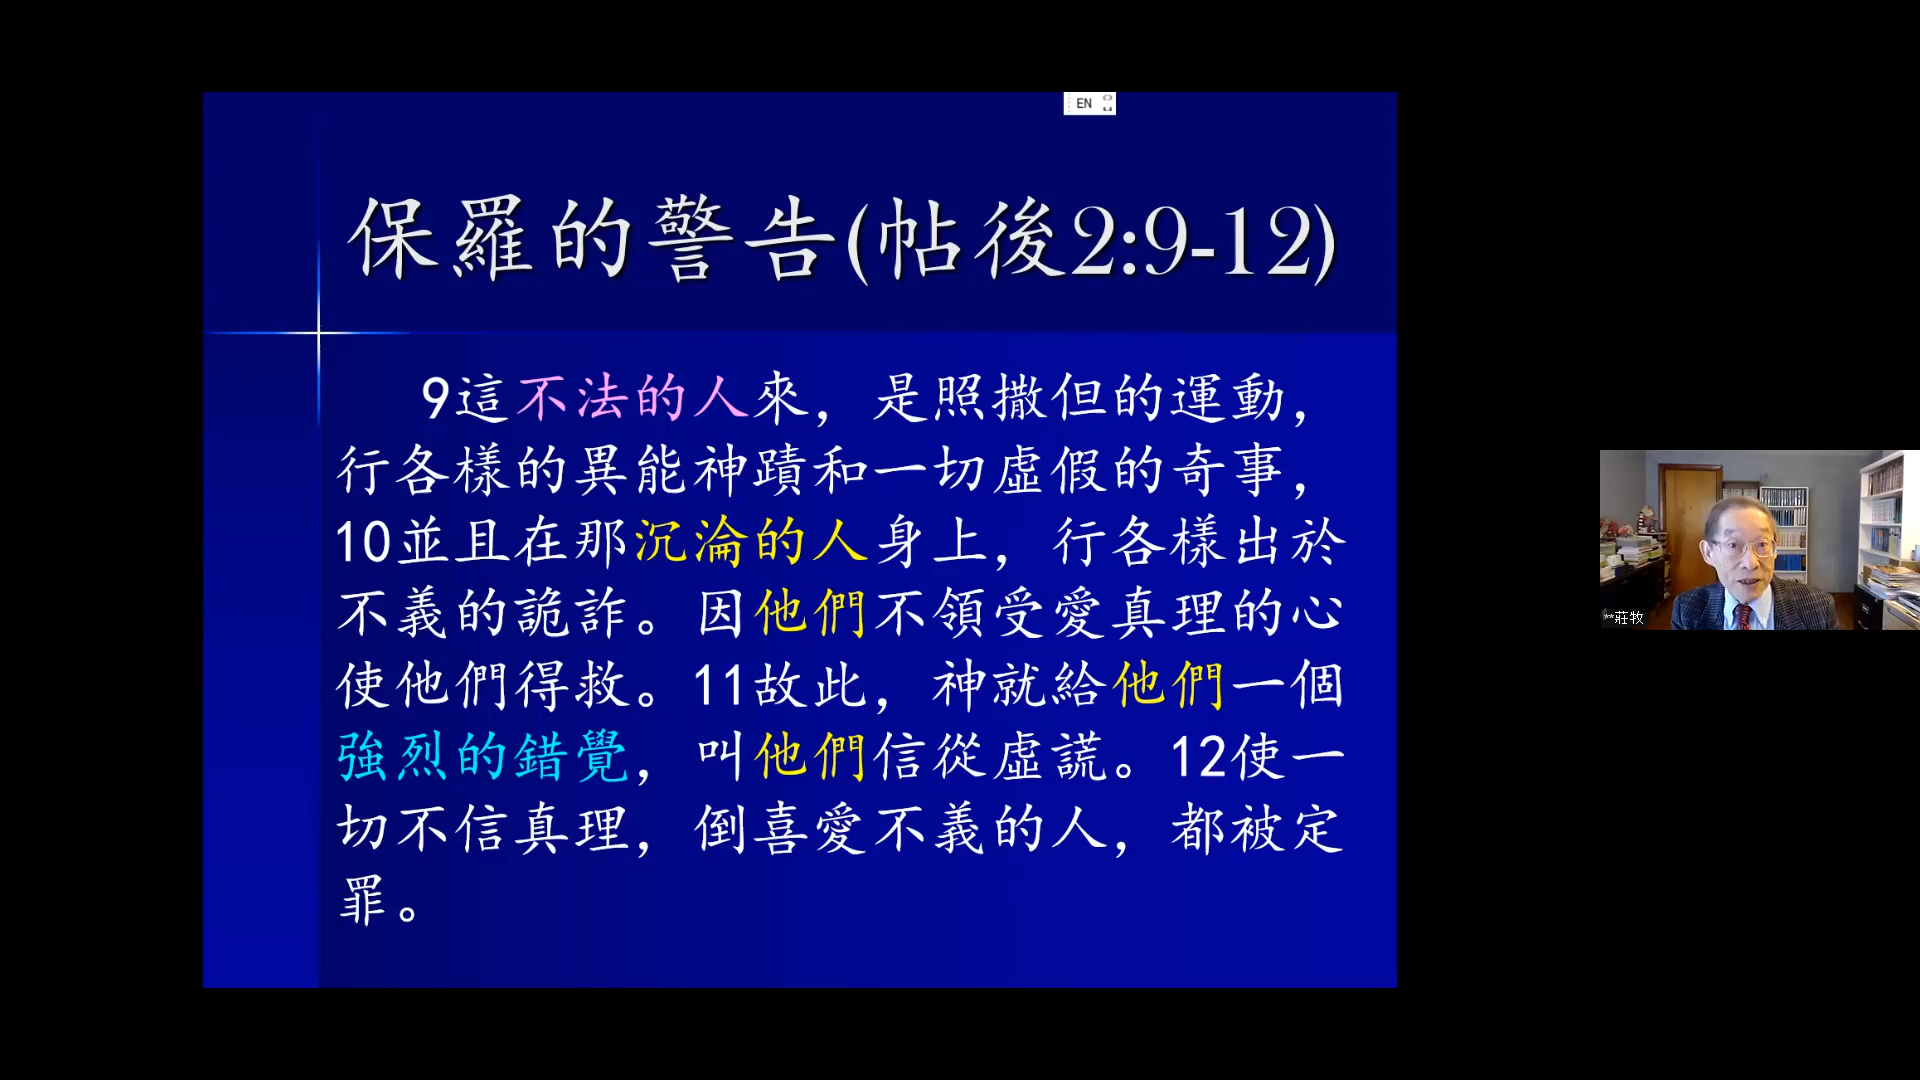 EN
保羅的警告(帖後2:9-12)
9這不法的人來，是照撒但的運動，
行各樣的異能神蹟和一切虛假的奇事，
10並且在那沉淪的人身上，行各樣出於
不義的詭詐。因他們不領受愛真理的心
使他們得救。11故此，神就給他們一個
強烈的錯覺，叫他們信從虛謊。12使一
切不信真理，倒喜愛不義的人，都被定
罪。
**莊牧